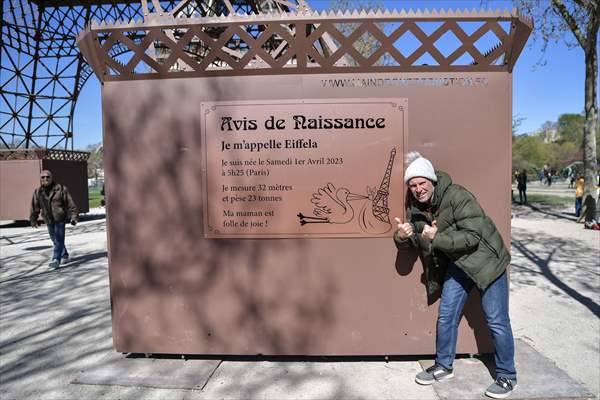 Avis de Naissance
Je m'appelle Eiffela
Je suis née le Samedi 1er Avril 2023
à 5h25 (Paris)
Je mesure 32 mètres
et pèse 23 tonnes
Ma maman est
folle de joie !